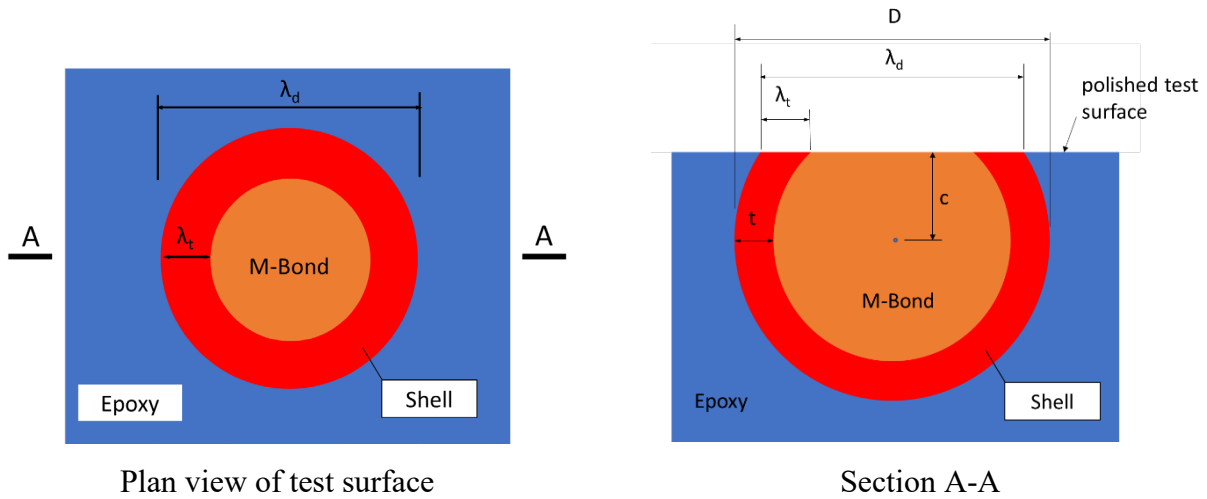 λd
A
A
λt
M-Bond
Epoxy
Shell
Plan view of test surface
D
λd
λt
polished test
surface
c
t
M-Bond
Epoxy
Shell
Section A-A